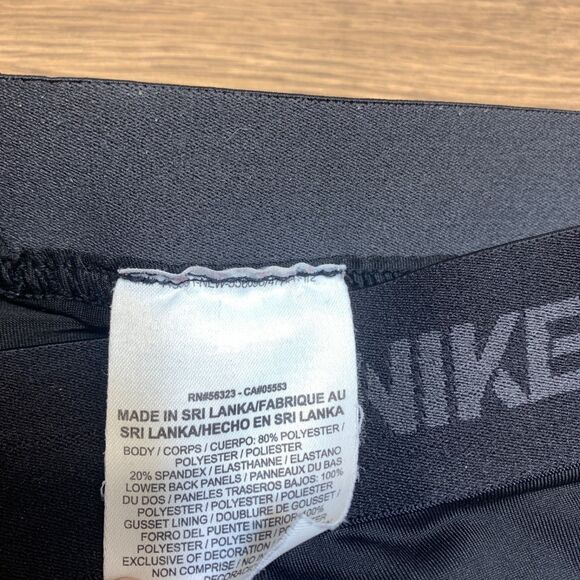 RN#56323 - CA#05553
MADE IN SRI LANKA/FABRIQUE AU
SRI LANKA/HECHO EN SRI LANKA
BODY / CORPS / CUERPO: 80% POLYESTER /
POLYESTER / POLIESTER
20% SPANDEX / ELASTHANNE / ELASTANO
LOWER BACK PANELS / PANNEAUX DU BAS
DU DOS / PANELES TRASEROS BAJOS: 100%
POLYESTER / POLYESTER / POLIESTER
GUSSET LINING / DOUBLURE DE GOUSSET /
FORRO DEL PUENTE INTERIOR: 100%
POLYESTER / POLYESTER / POLIESTER
EXCLUSIVE OF DECORATION /
NON COMPRISE / NO IN
NIKE